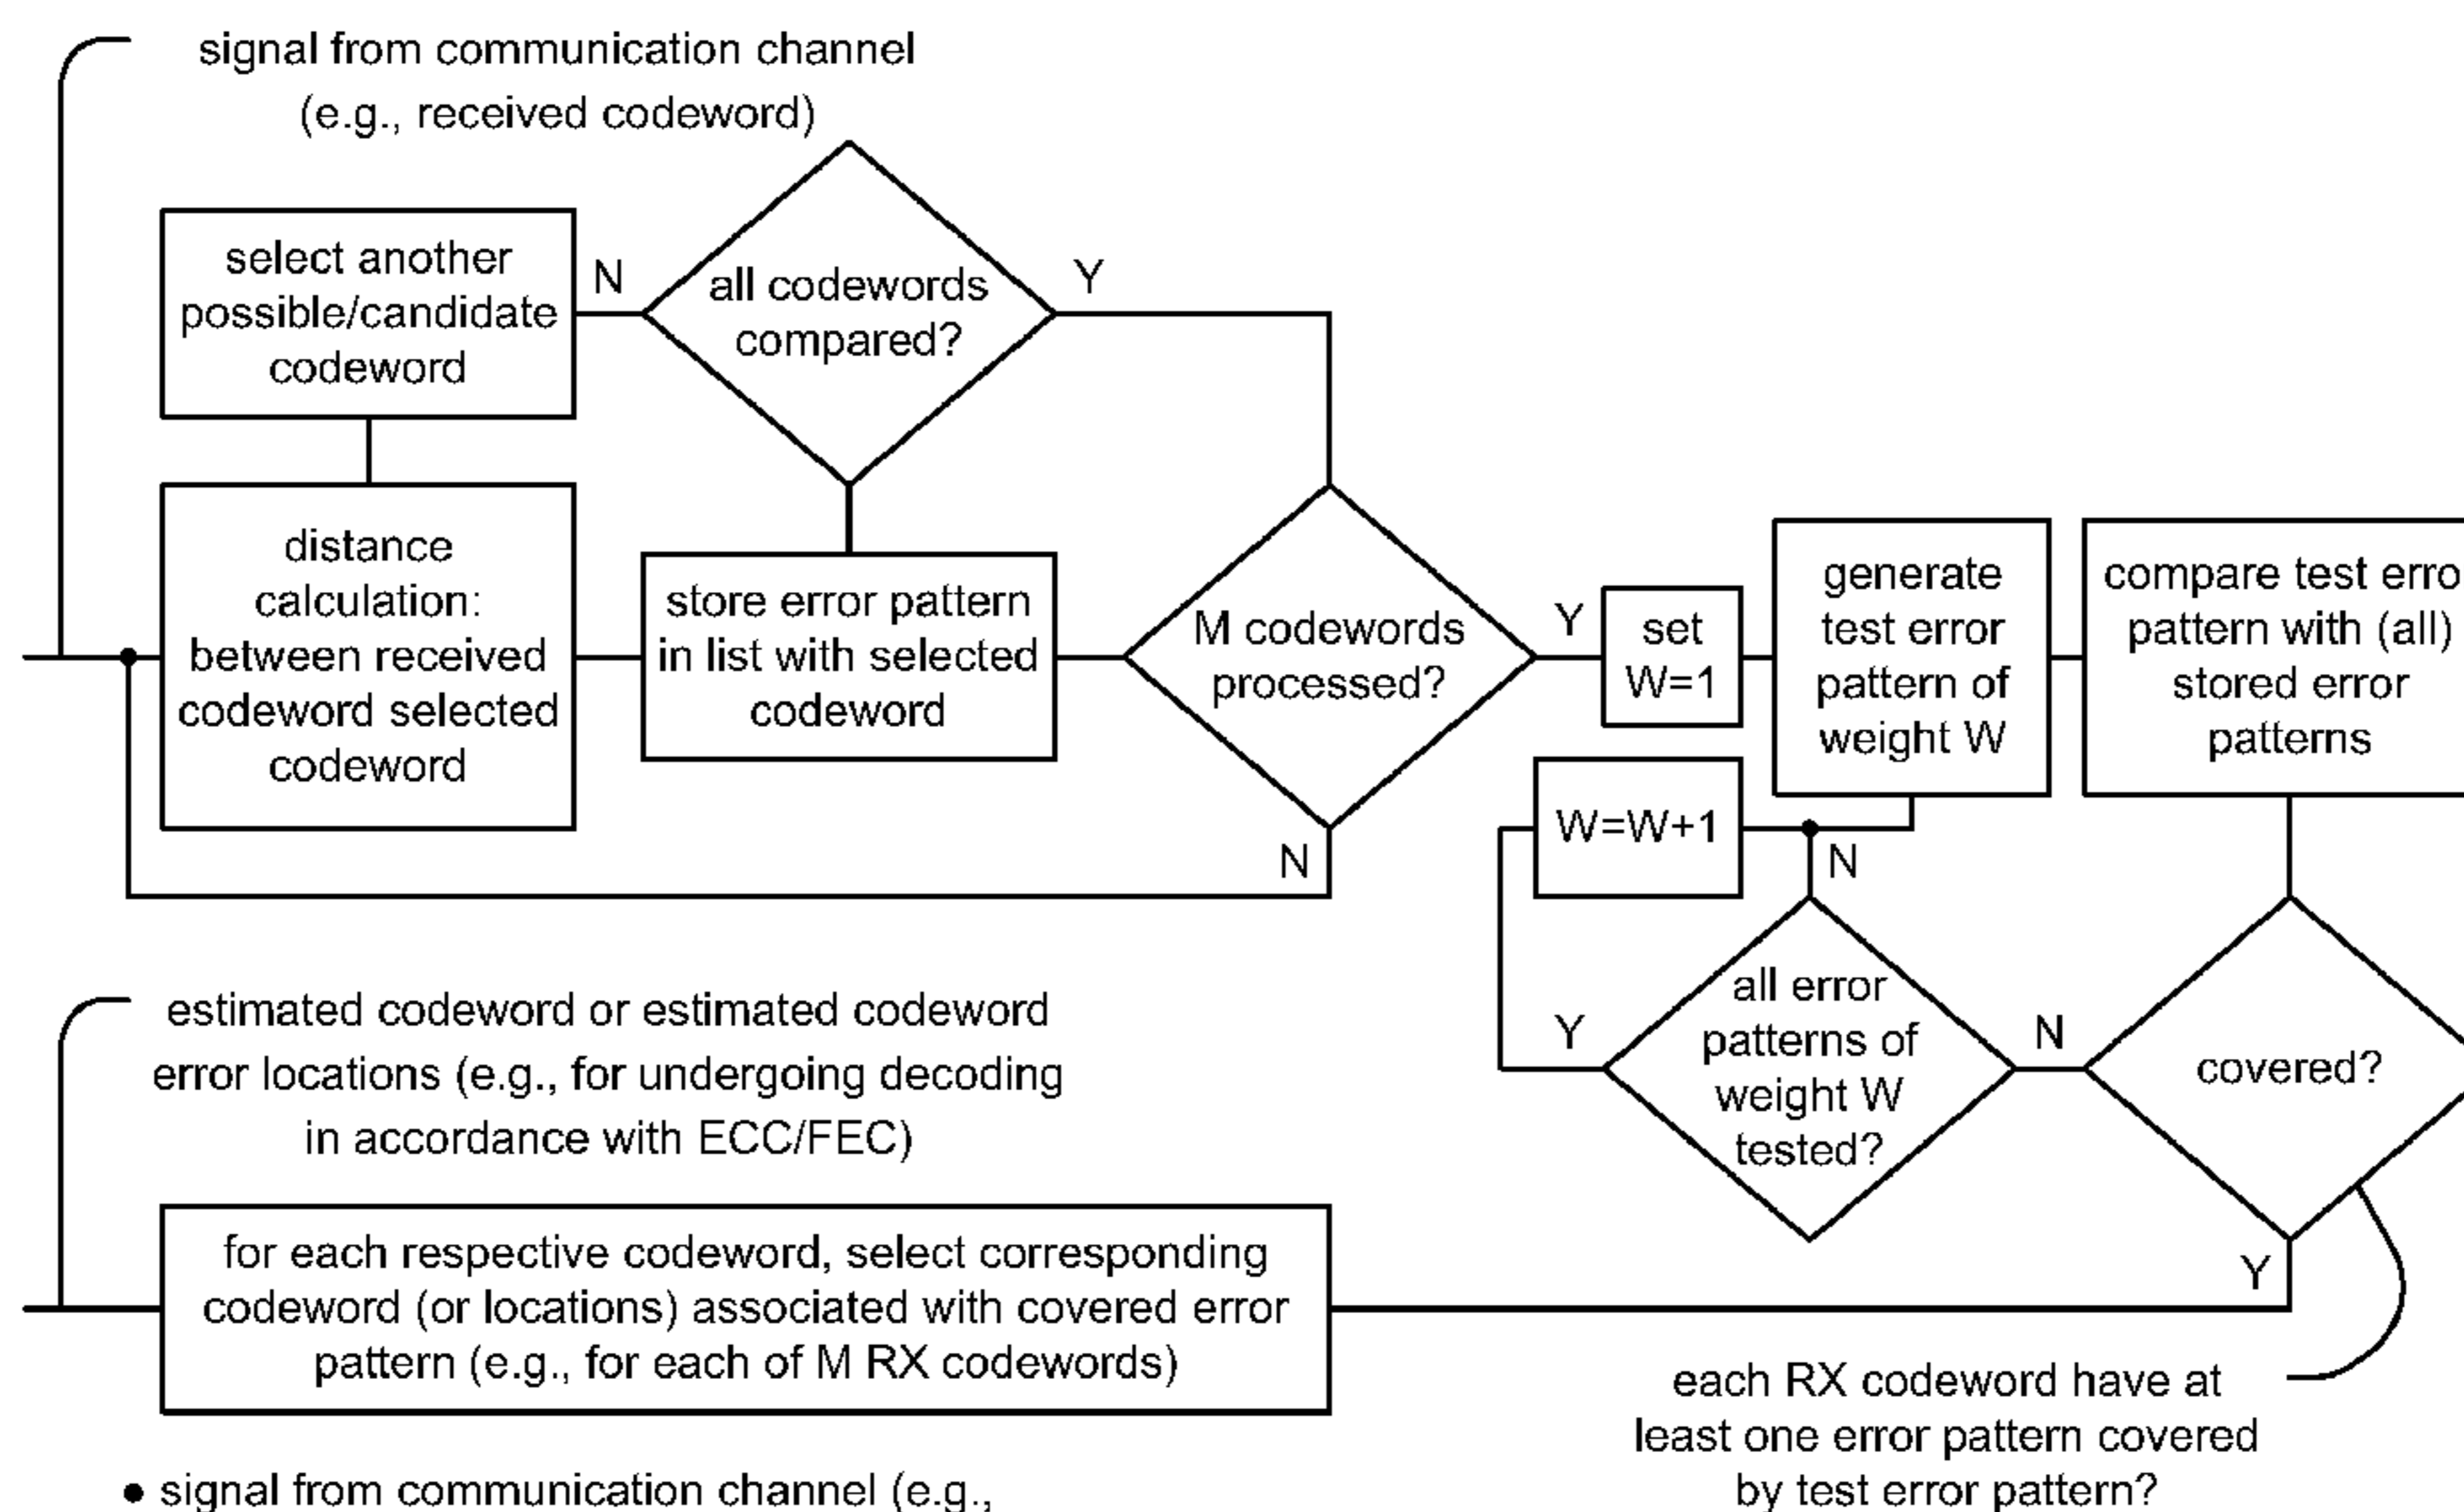 signal from communication channel
(e.g., received codeword)
select another
possible/candidate
codeword
N
all codewords
compared?
Y
distance
calculation:
between received
codeword selected
codeword
store error pattern
in list with selected
codeword
M codewords
processed?
Y
N
set
W=1
generate
test error
pattern of
weight W
compare test erro
pattern with (all)
stored error
patterns
W=W+1
N
all error
patterns of
weight W
tested?
Y
N
covered?
Y
estimated codeword or estimated codeword
error locations (e.g., for undergoing decoding
in accordance with ECC/FEC)
for each respective codeword, select corresponding
codeword (or locations) associated with covered error
pattern (e.g., for each of M RX codewords)
each RX codeword have at
least one error pattern covered
by test error pattern?
• signal from communication channel (e.g.,